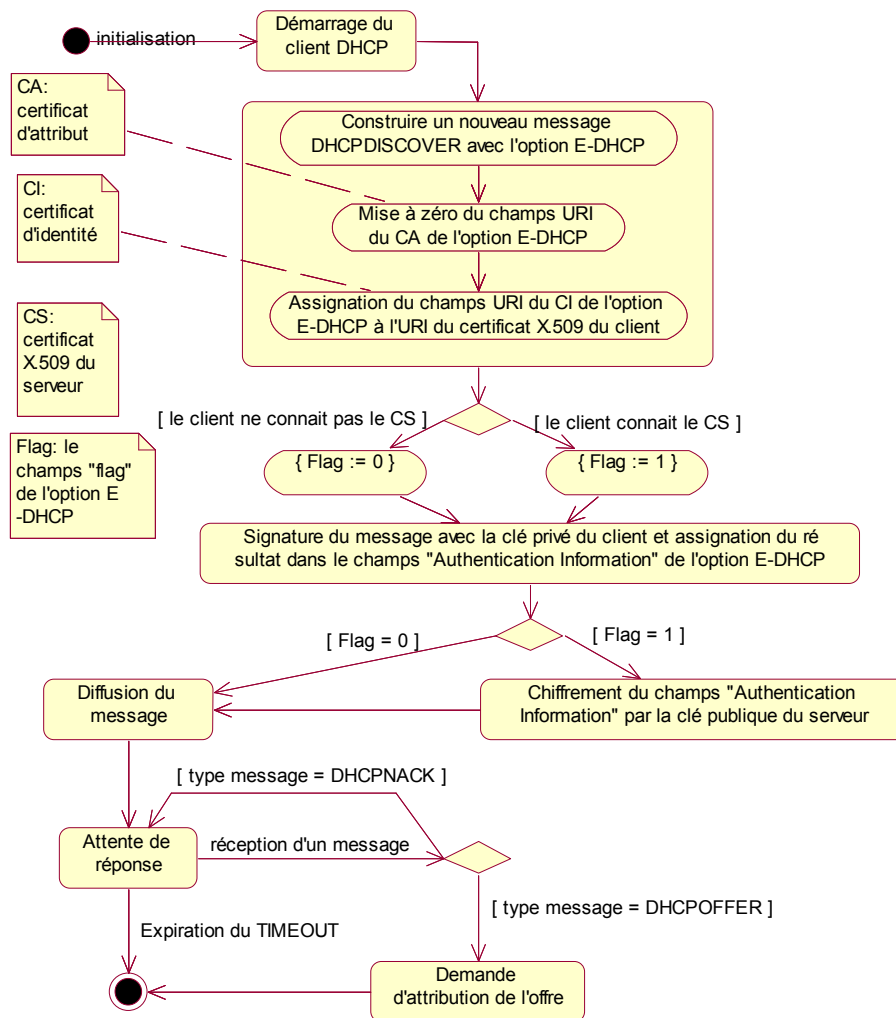 initialisation
Démarrage du
client DHCP
CA:
certificat
d'attribut
Construire un nouveau message
DHCPDISCOVER avec l'option E-DHCP
CI:
certificat
d'identité
Mise à zéro du champs URI
du CA de l'option E-DHCP
Assignation du champs URI du CI de l'option
E-DHCP à l'URI du certificat X.509 du client
CS:
certificat
X.509 du
serveur
[ le client ne connait pas le CS ]
[ le client connait le CS ]
Flag: le
champs "flag"
de l'option E
-DHCP
{ Flag := 0 }
{ Flag := 1 }
Signature du message avec la clé privé du client et assignation du ré
sultat dans le champs "Authentication Information" de l'option E-DHCP
[ Flag = 0 ]
[ Flag = 1 ]
Diffusion du
message
Chiffrement du champs "Authentication
Information" par la clé publique du serveur
[ type message = DHCPNACK ]
Attente de
réponse
réception d'un message
[ type message = DHCPOFFER ]
Expiration du TIMEOUT
Demande
d'attribution de l'offre